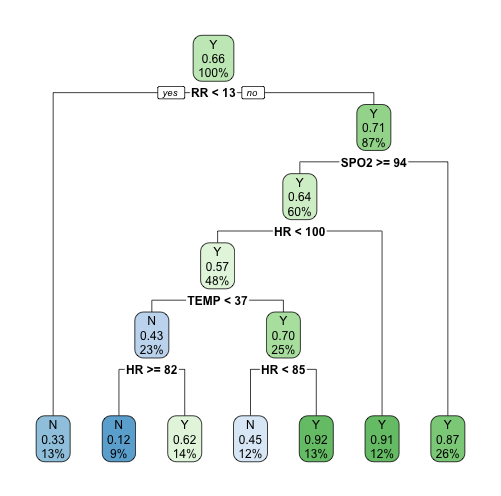 Y
0.66
100%
yes RR < 13 no
Y
0.71
87%
SPO2 >= 94
Y
0.64
60%
HR < 100
Y
0.57
48%
TEMP < 37
N
0.43
23%
Y
0.70
25%
HR >= 82
HR < 85
N
0.33
13%
N
0.12
9%
Y
0.62
14%
N
0.45
12%
Y
0.92
13%
Y
0.91
12%
Y
0.87
26%